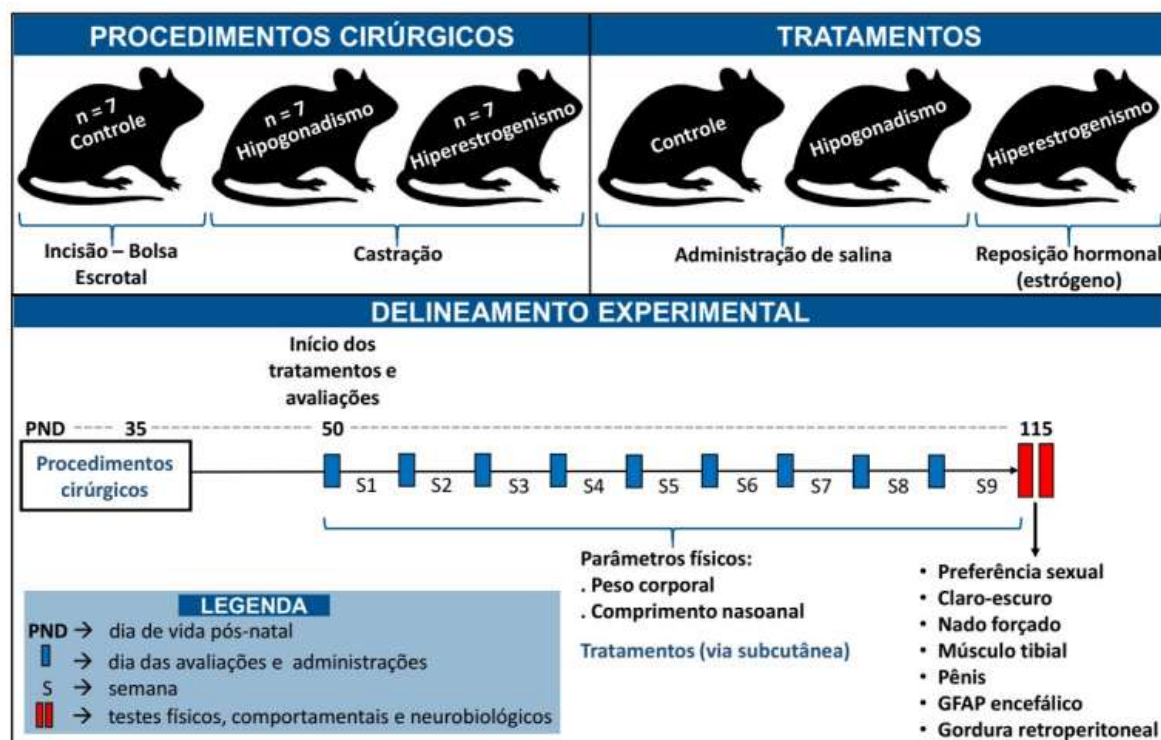 PROCEDIMENTOS CIRÚRGICOS
n = 7
Controle
n = 7
Hipogonadismo
n = 7
Hiperestrogenismo
Incisão – Bolsa
Escrotal
Castração
TRATAMENTOS
Controle
Hipogonadismo
Hiperestrogenismo
Administração de salina
Reposição hormonal
(estrógeno)
DELINEAMENTO EXPERIMENTAL
Início dos
tratamentos e
avaliações
PND 35 50 115
Procedimentos
cirúrgicos
S1 S2 S3 S4 S5 S6 S7 S8 S9
Parâmetros físicos:
. Peso corporal
. Comprimento nasoanal
Tratamentos (via subcutânea)
• Preferência sexual
• Claro-escuro
• Nado forçado
• Músculo tibial
• Pênis
• GFAP encefálico
• Gordura retroperitoneal
LEGENDA
PND → dia de vida pós-natal
→ dia das avaliações e administrações
S → semana
→ testes físicos, comportamentais e neurobiológicos